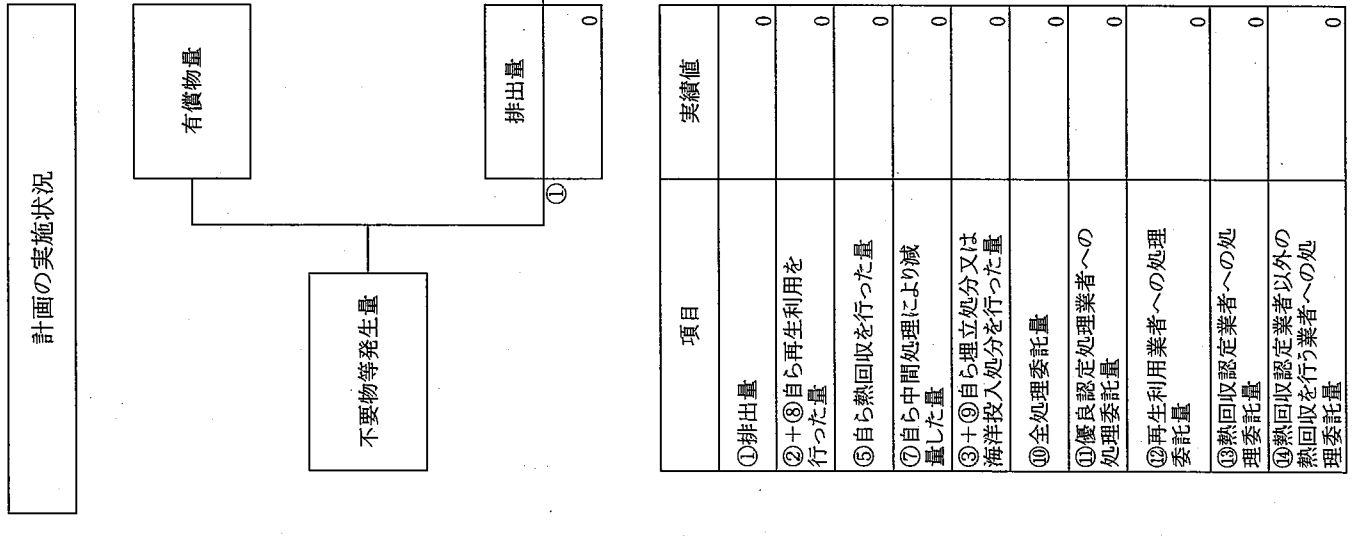 計画の実施状況
有償物量
不要物等発生量
排出量
①
0
項目
実績値
①排出量
0
②+⑧自ら再生利用を
行った量
0
⑤自ら熱回収を行った量
0
⑦自ら中間処理により減
量した量
0
③+⑨自ら埋立処分又は
海洋投入処分を行った量
0
⑩全処理委託量
0
⑪優良認定処理業者への
処理委託量
0
⑫再生利用業者への処理
委託量
0
⑬熱回収認定業者への処
理委託量
0
⑭熱回収認定業者以外の
熱回収を行う業者への処
理委託量
0